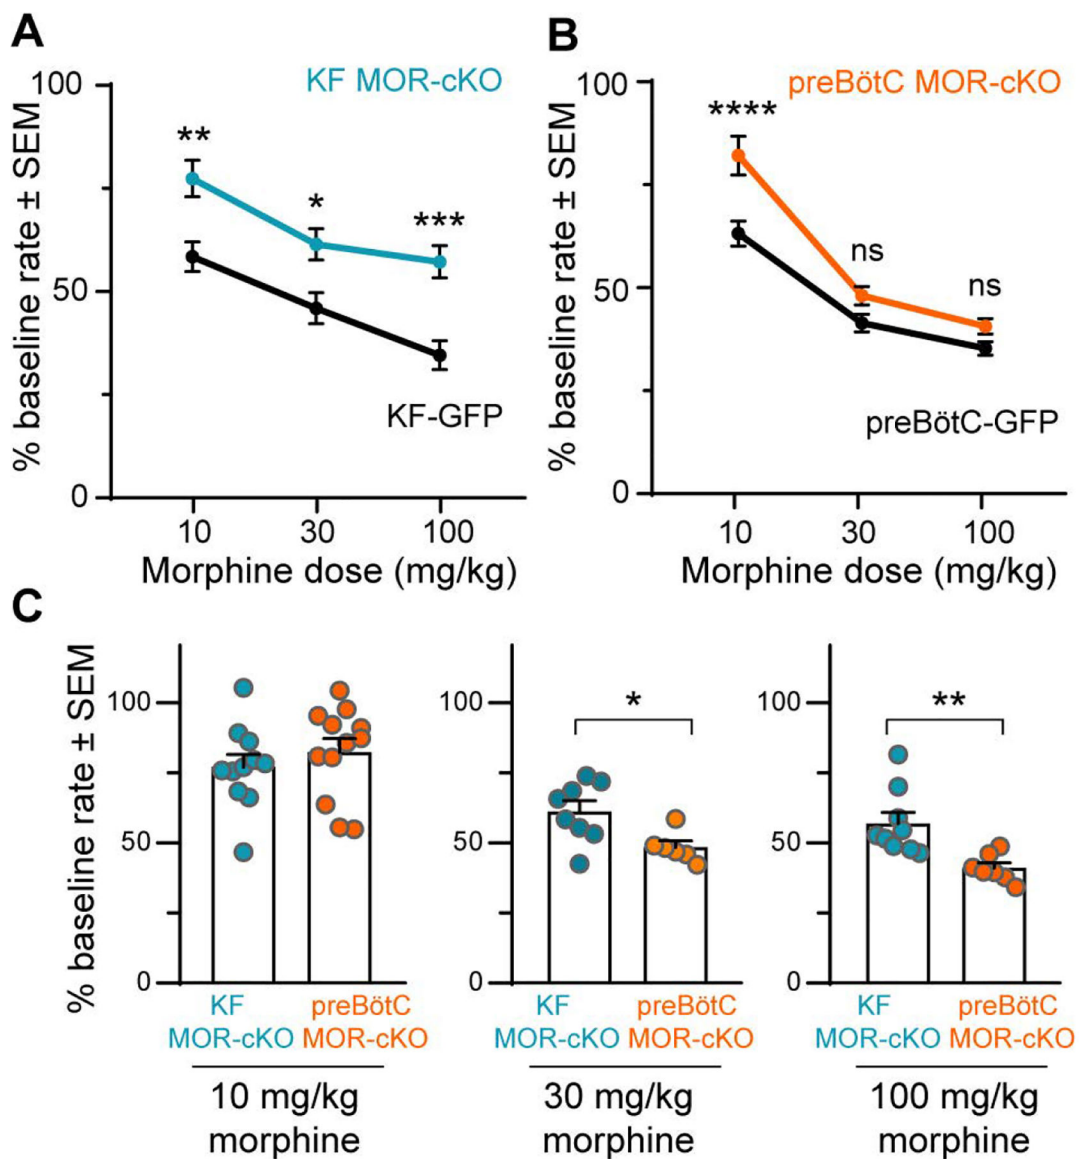 A
KF MOR-cKO
% baseline rate ± SEM
100
50
0
**
*
***
KF-GFP
10 30 100
Morphine dose (mg/kg)
B
preBötC MOR-cKO
% baseline rate ± SEM
100
50
0
****
ns
ns
preBötC-GFP
10 30 100
Morphine dose (mg/kg)
C
% baseline rate ± SEM
100
50
0
KF preBötC
MOR-cKO MOR-cKO
10 mg/kg
morphine
100
50
0
*
KF preBötC
MOR-cKO MOR-cKO
30 mg/kg
morphine
100
50
0
**
KF preBötC
MOR-cKO MOR-cKO
100 mg/kg
morphine